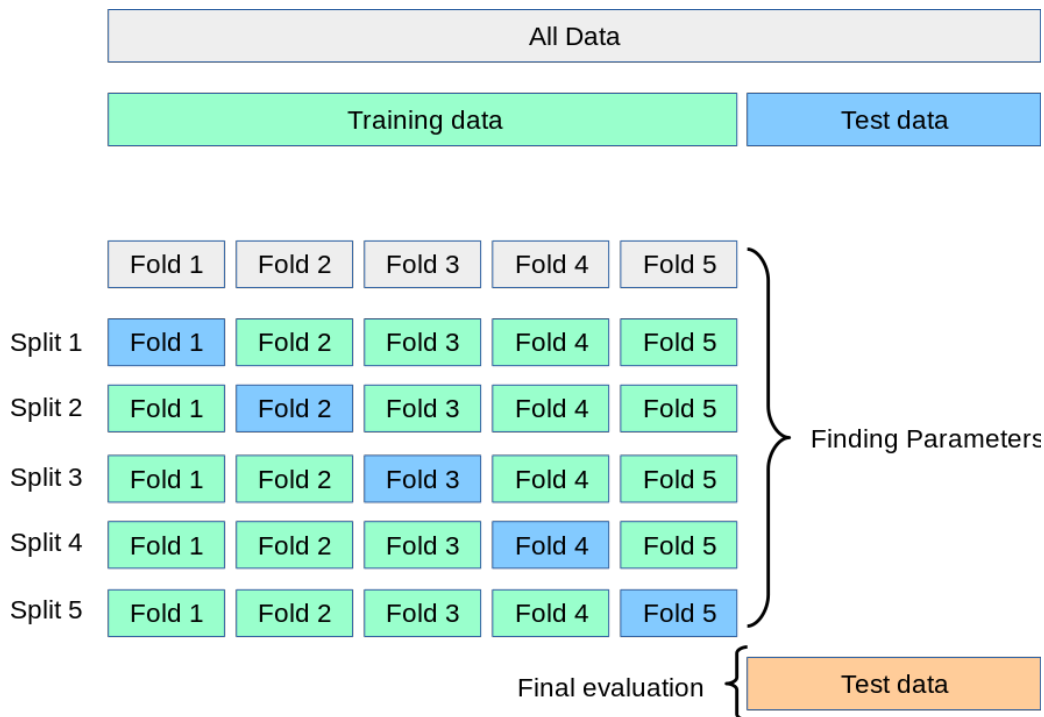 All Data
Training data Test data
Fold 1 Fold 2 Fold 3 Fold 4 Fold 5
Split 1 Fold 1 Fold 2 Fold 3 Fold 4 Fold 5
Split 2 Fold 1 Fold 2 Fold 3 Fold 4 Fold 5
Finding Parameters
Split 3 Fold 1 Fold 2 Fold 3 Fold 4 Fold 5
Split 4 Fold 1 Fold 2 Fold 3 Fold 4 Fold 5
Split 5 Fold 1 Fold 2 Fold 3 Fold 4 Fold 5
Final evaluation Test data